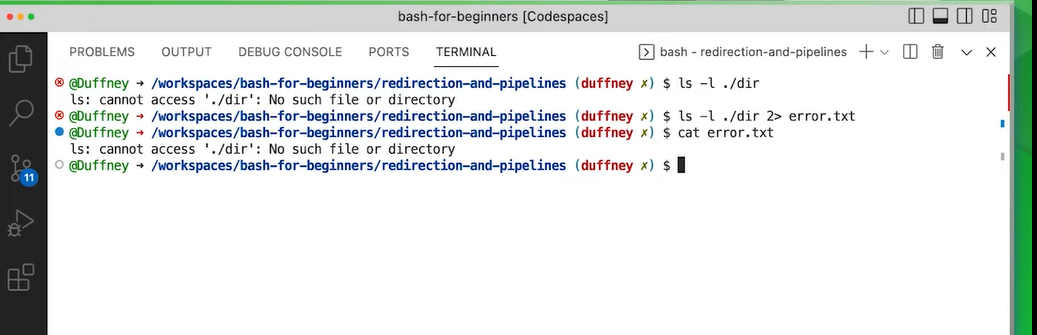 bash-for-beginners [Codespaces]
PROBLEMS OUTPUT DEBUG CONSOLE PORTS TERMINAL bash - redirection-and-pipelines
@Duffney → /workspaces/bash-for-beginners/redirection-and-pipelines (duffney ✗) $ ls -l ./dir
ls: cannot access './dir': No such file or directory
@Duffney → /workspaces/bash-for-beginners/redirection-and-pipelines (duffney ✗) $ ls -l ./dir 2> error.txt
@Duffney → /workspaces/bash-for-beginners/redirection-and-pipelines (duffney ✗) $ cat error.txt
ls: cannot access './dir': No such file or directory
@Duffney → /workspaces/bash-for-beginners/redirection-and-pipelines (duffney ✗) $
11